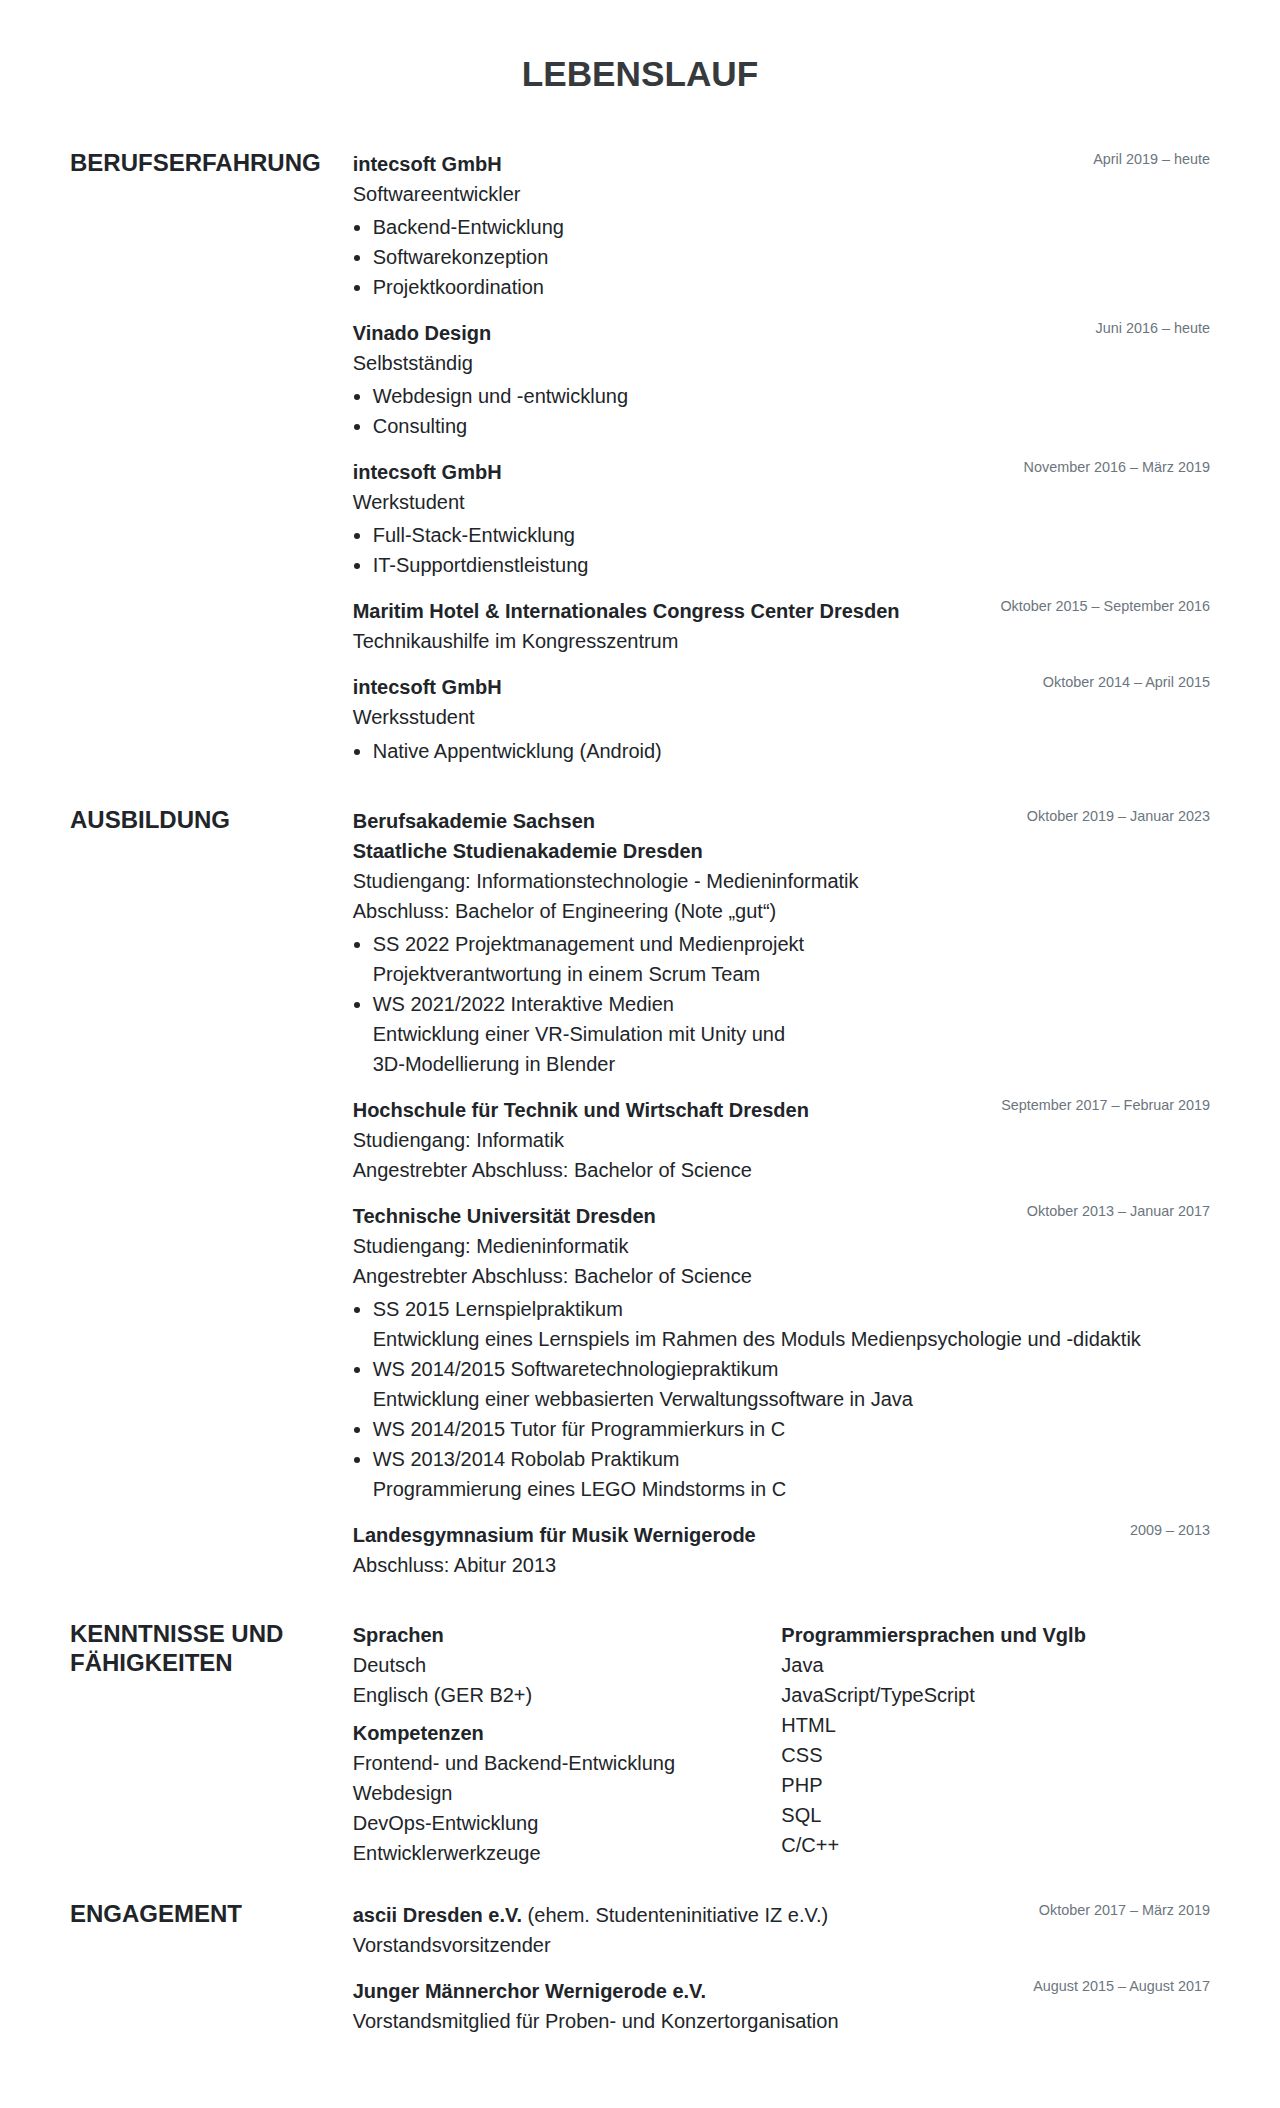 LEBENSLAUF
BERUFSERFAHRUNG
intecsoft GmbH
April 2019 – heute
Softwareentwickler
• Backend-Entwicklung
• Softwarekonzeption
• Projektkoordination
Vinado Design
Juni 2016 – heute
Selbstständig
• Webdesign und -entwicklung
• Consulting
intecsoft GmbH
November 2016 – März 2019
Werkstudent
• Full-Stack-Entwicklung
• IT-Supportdienstleistung
Maritim Hotel & Internationales Congress Center Dresden
Oktober 2015 – September 2016
Technikaushilfe im Kongresszentrum
intecsoft GmbH
Oktober 2014 – April 2015
Werksstudent
• Native Appentwicklung (Android)
AUSBILDUNG
Berufsakademie Sachsen
Oktober 2019 – Januar 2023
Staatliche Studienakademie Dresden
Studiengang: Informationstechnologie - Medieninformatik
Abschluss: Bachelor of Engineering (Note „gut“)
• SS 2022 Projektmanagement und Medienprojekt
Projektverantwortung in einem Scrum Team
• WS 2021/2022 Interaktive Medien
Entwicklung einer VR-Simulation mit Unity und
3D-Modellierung in Blender
Hochschule für Technik und Wirtschaft Dresden
September 2017 – Februar 2019
Studiengang: Informatik
Angestrebter Abschluss: Bachelor of Science
Technische Universität Dresden
Oktober 2013 – Januar 2017
Studiengang: Medieninformatik
Angestrebter Abschluss: Bachelor of Science
• SS 2015 Lernspielpraktikum
Entwicklung eines Lernspiels im Rahmen des Moduls Medienpsychologie und -didaktik
• WS 2014/2015 Softwaretechnologiepraktikum
Entwicklung einer webbasierten Verwaltungssoftware in Java
• WS 2014/2015 Tutor für Programmierkurs in C
• WS 2013/2014 Robolab Praktikum
Programmierung eines LEGO Mindstorms in C
Landesgymnasium für Musik Wernigerode
2009 – 2013
Abschluss: Abitur 2013
KENNTNISSE UND
FÄHIGKEITEN
Sprachen
Deutsch
Englisch (GER B2+)
Kompetenzen
Frontend- und Backend-Entwicklung
Webdesign
DevOps-Entwicklung
Entwicklerwerkzeuge
Programmiersprachen und Vglb
Java
JavaScript/TypeScript
HTML
CSS
PHP
SQL
C/C++
ENGAGEMENT
ascii Dresden e.V. (ehem. Studenteninitiative IZ e.V.)
Oktober 2017 – März 2019
Vorstandsvorsitzender
Junger Männerchor Wernigerode e.V.
August 2015 – August 2017
Vorstandsmitglied für Proben- und Konzertorganisation